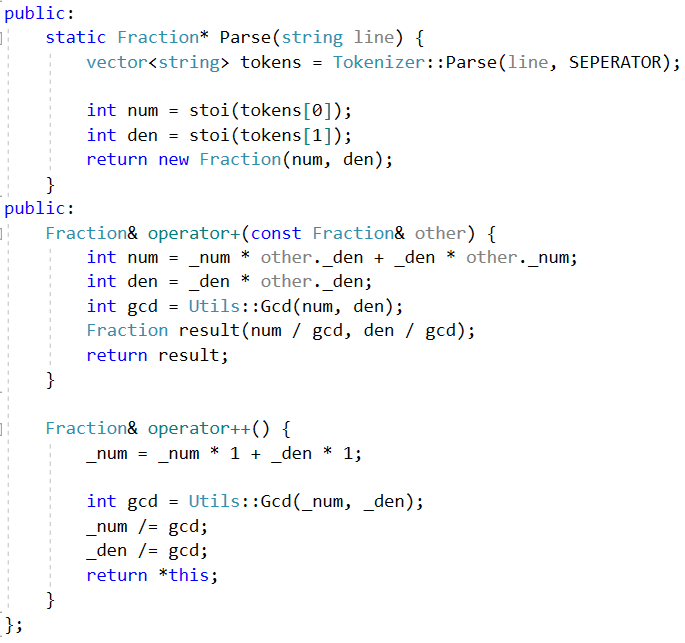 public:
    static Fraction* Parse(string line) {
        vector<string> tokens = Tokenizer::Parse(line, SEPERATOR);

        int num = stoi(tokens[0]);
        int den = stoi(tokens[1]);
        return new Fraction(num, den);
    }
public:
    Fraction& operator+(const Fraction& other) {
        int num = _num * other._den + _den * other._num;
        int den = _den * other._den;
        int gcd = Utils::Gcd(num, den);
        Fraction result(num / gcd, den / gcd);
        return result;
    }

    Fraction& operator++() {
        _num = _num * 1 + _den * 1;

        int gcd = Utils::Gcd(_num, _den);
        _num /= gcd;
        _den /= gcd;
        return *this;
    }
};